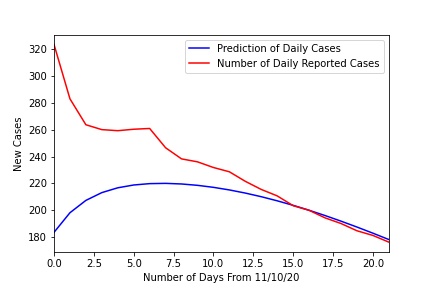 Prediction of Daily Cases
Number of Daily Reported Cases
320
300
280
260
240
220
200
180
New Cases
0.0 2.5 5.0 7.5 10.0 12.5 15.0 17.5 20.0
Number of Days From 11/10/20